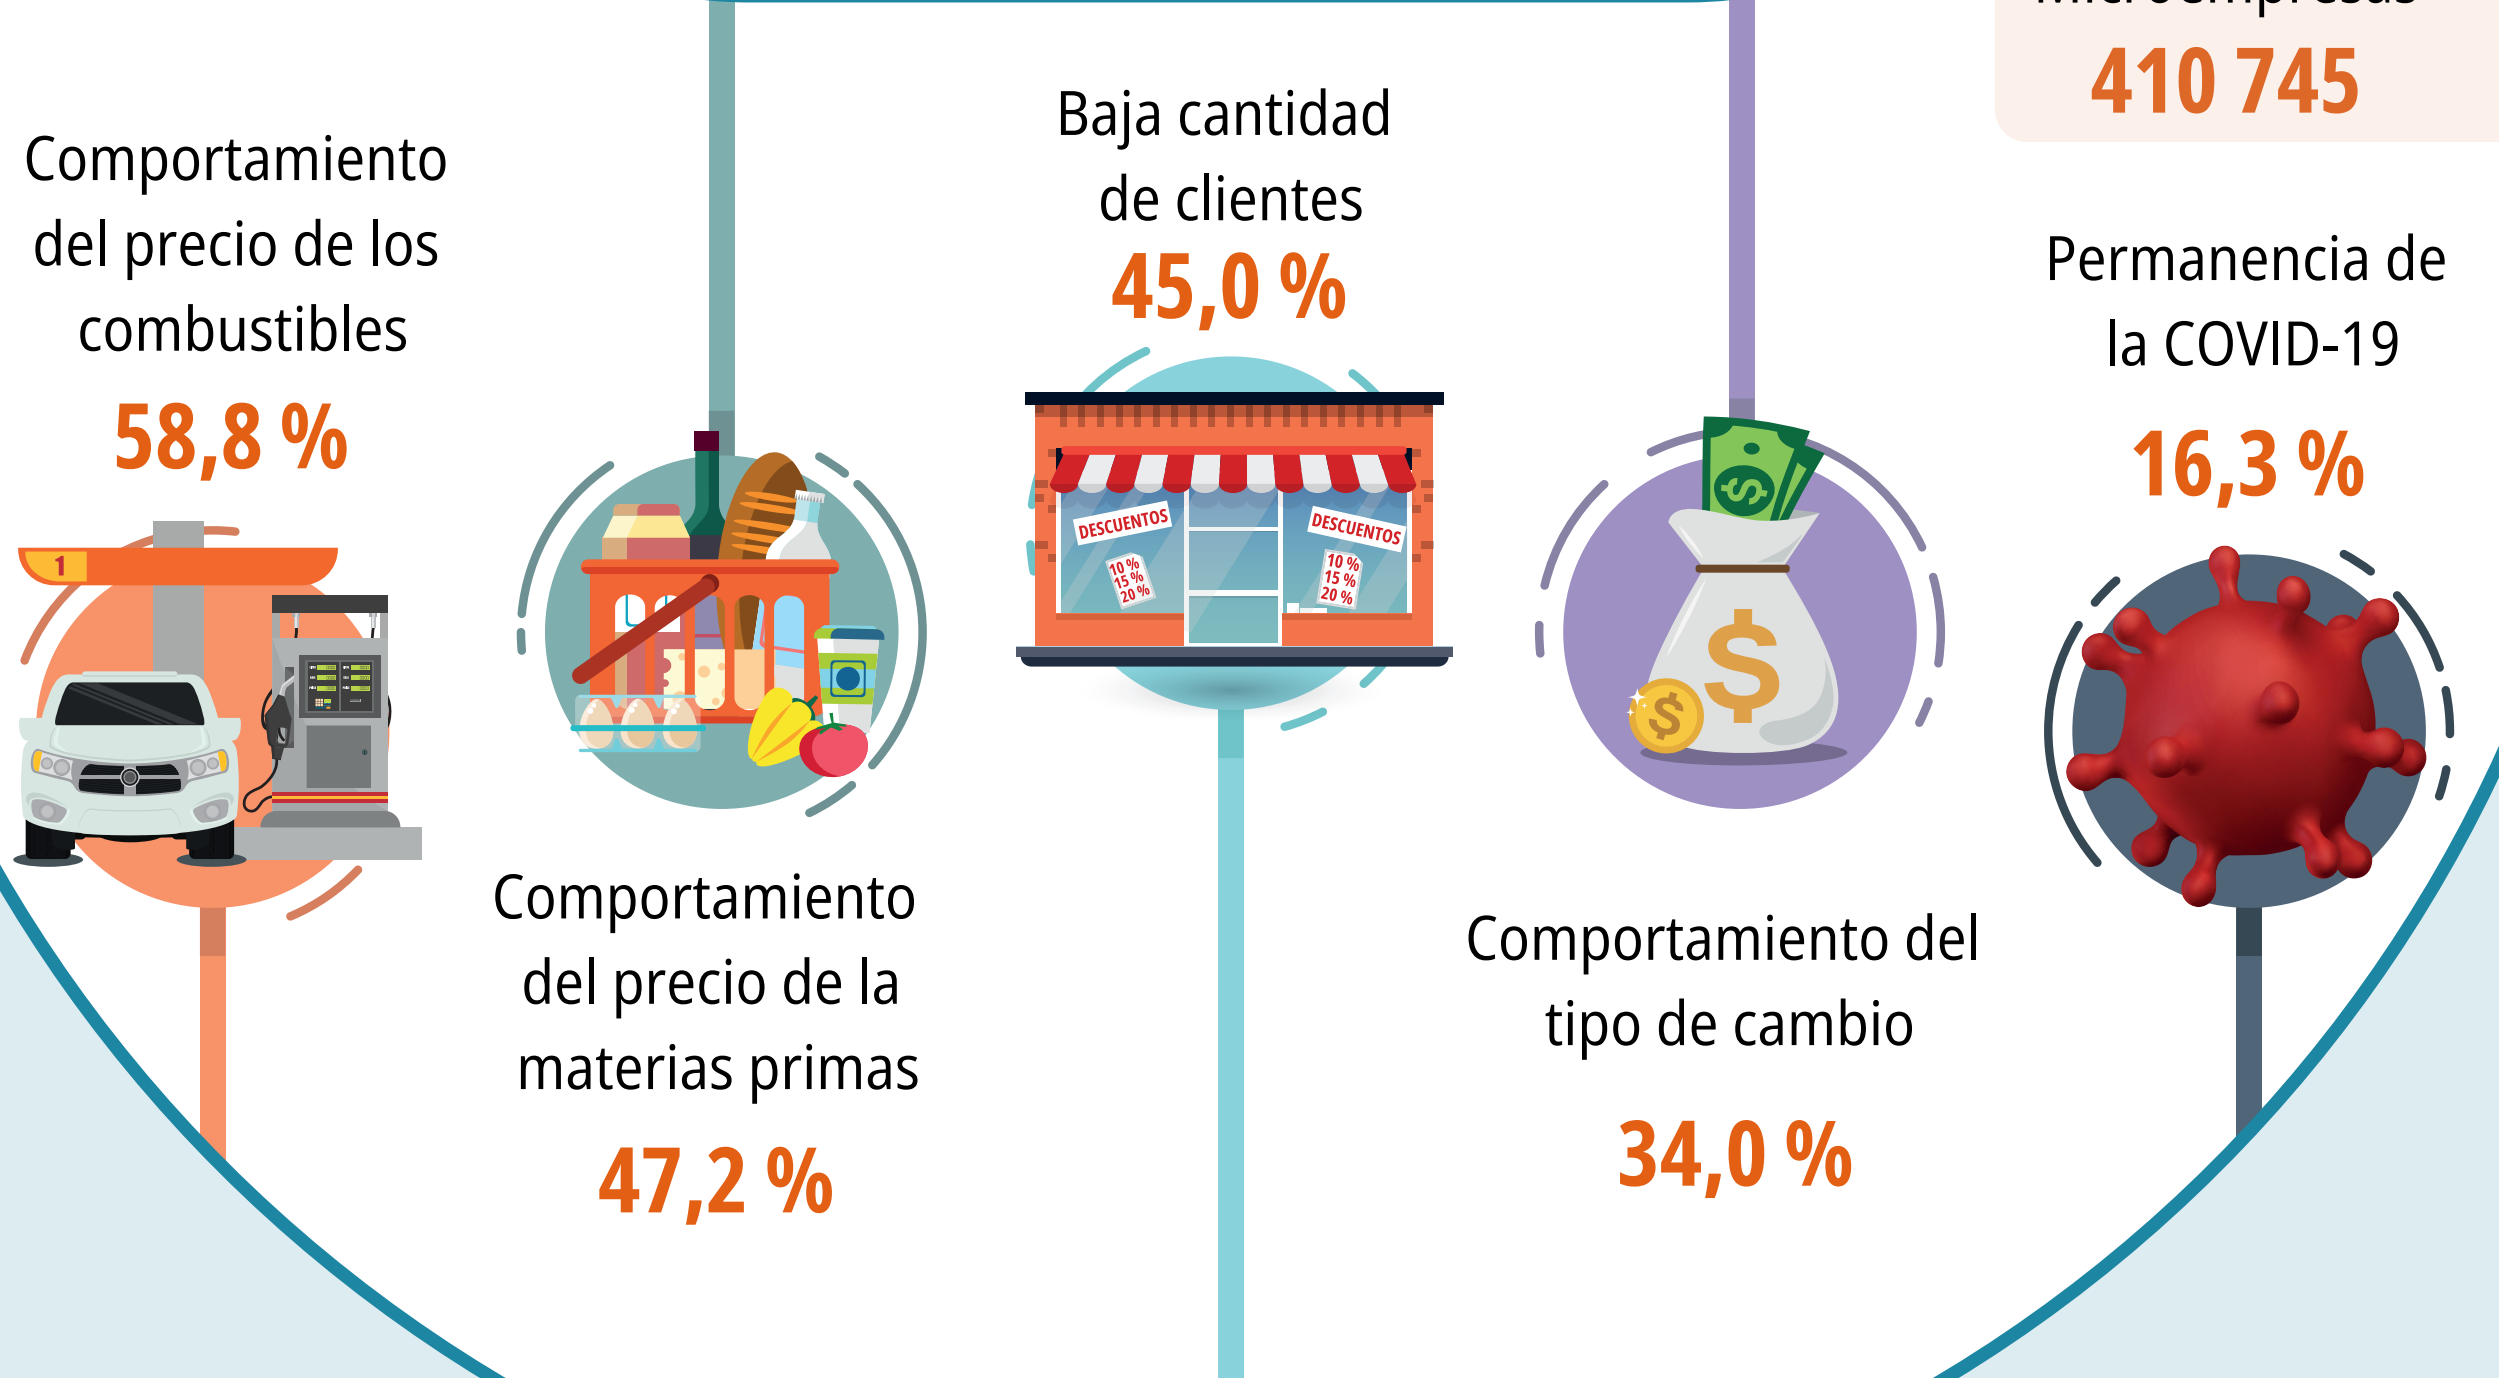 Microempresas
410 745
Comportamiento
del precio de los
combustibles
58,8 %
1
Baja cantidad
de clientes
45,0 %
DESCUENTOS
10 %
15 %
20 %
DESCUENTOS
10 %
15 %
20 %
Permanencia de
la COVID-19
16,3 %
$
$
$
Comportamiento
del precio de la
materias primas
47,2 %
Comportamiento del
tipo de cambio
34,0 %